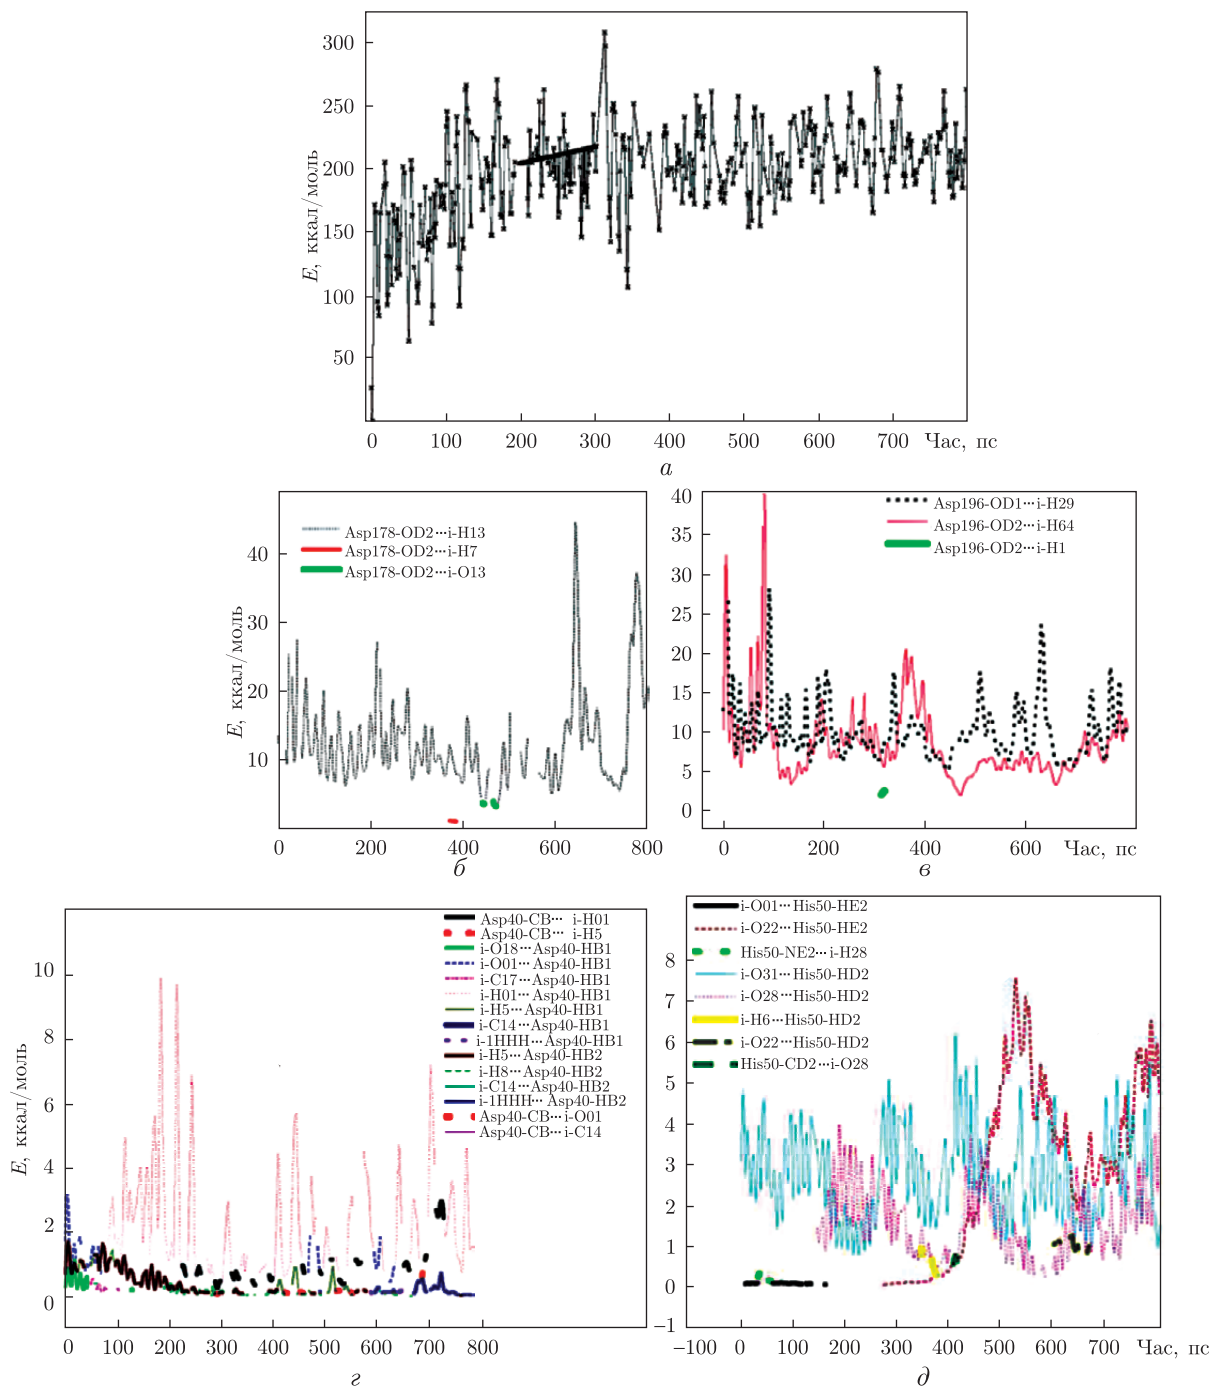 300
250
200
150
100
50
E, ккал/моль
0 100 200 300 400 500 600 700 Час, пс
а
Asp178-OD2···i-H13
Asp178-OD2···i-H7
Asp178-OD2···i-O13
40
30
20
10
E, ккал/моль
0 200 400 600 800
б
Asp196-OD1···i-H29
Asp196-OD2···i-H64
Asp196-OD2···i-H1
40
35
30
25
20
15
10
5
0
0 200 400 600 Час, пс
в
Asp40-CB··· i-H01
Asp40-CB··· i-H5
i-O18···Asp40-HB1
i-O01···Asp40-HB1
i-C17···Asp40-HB1
i-H01···Asp40-HB1
i-H5···Asp40-HB1
i-C14···Asp40-HB1
i-1HHH···Asp40-HB1
i-H5···Asp40-HB2
i-H8···Asp40-HB2
i-C14···Asp40-HB2
i-1HHH···Asp40-HB2
Asp40-CB···i-O01
Asp40-CB···i-C14
10
8
6
4
2
0
E, ккал/моль
0 100 200 300 400 500 600 700 800
г
i-O01···His50-HE2
i-O22···His50-HE2
His50-NE2···i-H28
i-O31···His50-HD2
i-O28···His50-HD2
i-H6···His50-HD2
i-O22···His50-HD2
His50-CD2···i-O28
8
7
6
5
4
3
2
1
0
−1
−100 0 100 200 300 400 500 600 700 Час, пс
д